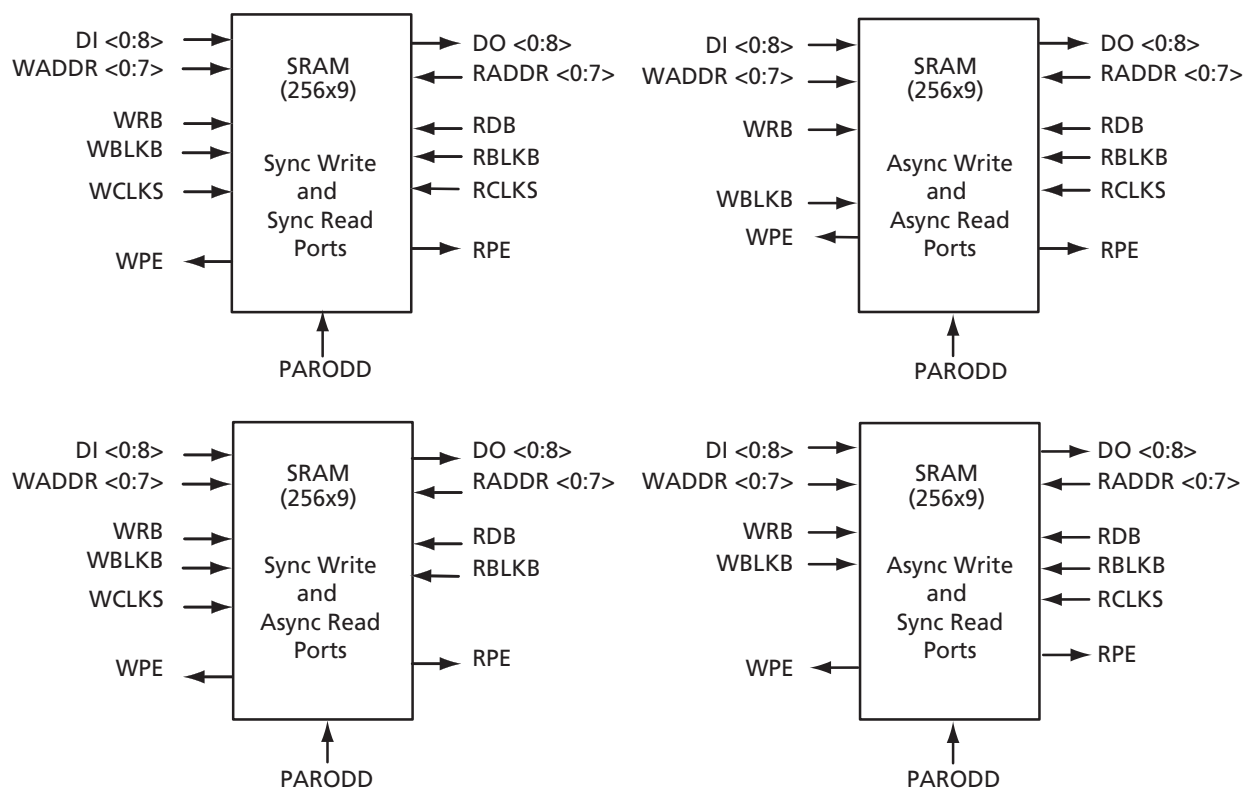 DI <0:8>
WADDR <0:7>
WRB
WBLKB
WCLKS
WPE
SRAM
(256x9)
Sync Write
and
Sync Read
Ports
DO <0:8>
RADDR <0:7>
RDB
RBLKB
RCLKS
RPE
PARODD
DI <0:8>
WADDR <0:7>
WRB
WBLKB
WPE
SRAM
(256x9)
Async Write
and
Async Read
Ports
DO <0:8>
RADDR <0:7>
RDB
RBLKB
RCLKS
RPE
PARODD
DI <0:8>
WADDR <0:7>
WRB
WBLKB
WCLKS
WPE
SRAM
(256x9)
Sync Write
and
Async Read
Ports
DO <0:8>
RADDR <0:7>
RDB
RBLKB
RPE
PARODD
DI <0:8>
WADDR <0:7>
WRB
WBLKB
WPE
SRAM
(256x9)
Async Write
and
Sync Read
Ports
DO <0:8>
RADDR <0:7>
RDB
RBLKB
RCLKS
RPE
PARODD